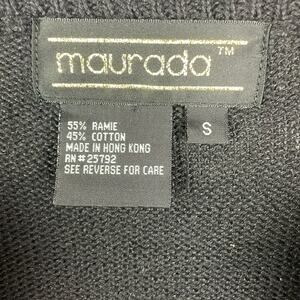 maurada™
55% RAMIE
45% COTTON
MADE IN HONG KONG
RN#25792
SEE REVERSE FOR CARE
S